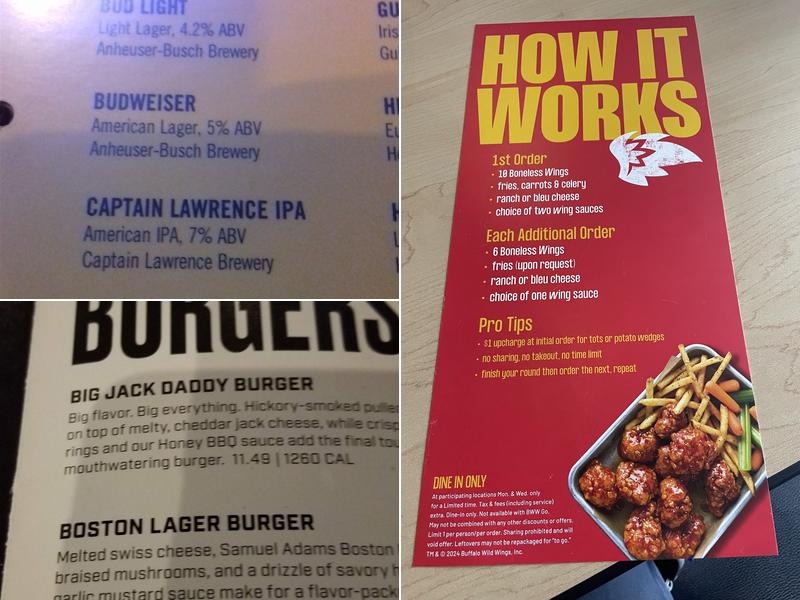 BUD LIGHT
Light Lager, 4.2% ABV
Anheuser-Busch Brewery
BUDWEISER
American Lager, 5% ABV
Anheuser-Busch Brewery
CAPTAIN LAWRENCE IPA
American IPA, 7% ABV
Captain Lawrence Brewery
BURGERS
BIG JACK DADDY BURGER
Big flavor. Big everything. Hickory-smoked
on top of melty, cheddar jack cheese, while
rings and our Honey BBQ sauce add the final
mouthwatering burger. 11.49 | 1260 CAL
BOSTON LAGER BURGER
Melted swiss cheese, Samuel Adams Boston
braised mushrooms, and a drizzle of savory
garlic mustard sauce make for a
HOW IT
WORKS
1st Order
• 10 Boneless Wings
• fries, carrots & celery
• ranch or bleu cheese
• choice of two wing sauces
Each Additional Order
• 6 Boneless Wings
• fries (upon request)
• ranch or bleu cheese
• choice of one wing sauce
Pro Tips
• $1 upcharge at initial order for tots or potato wedges
• no sharing, no takeout, no time limit
• finish your round then order the next, repeat
DINE IN ONLY
At participating locations Mon. & Wed. only
for a Limited time. Tax & fees (including service)
extra. Dine-in only. Not available with BWW Go.
May not be combined with any other discounts or offers.
Limit 1 per person/per order. Sharing prohibited and will
void offer. Leftovers may not be repackaged for "to go."
TM & © 2024 Buffalo Wild Wings, Inc.